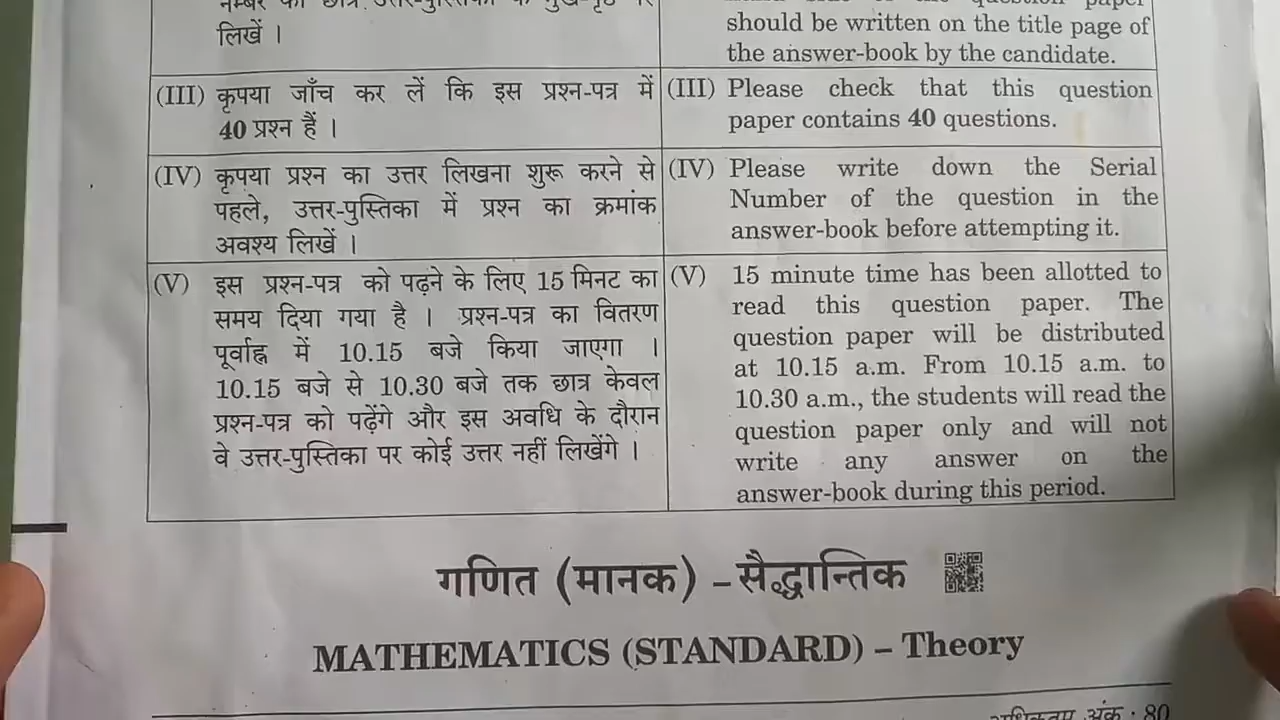 लिखें ।
should be written on the title page of
the answer-book by the candidate.
(III) कृपया जाँच कर लें कि इस प्रश्न-पत्र में
40 प्रश्न हैं ।
(III) Please check that this question
paper contains 40 questions.
(IV) कृपया प्रश्न का उत्तर लिखना शुरू करने से
पहले, उत्तर-पुस्तिका में प्रश्न का क्रमांक
अवश्य लिखें ।
(IV) Please write down the Serial
Number of the question in the
answer-book before attempting it.
(V) इस प्रश्न-पत्र को पढ़ने के लिए 15 मिनट का
समय दिया गया है । प्रश्न-पत्र का वितरण
पूर्वाह्न में 10.15 बजे किया जाएगा ।
10.15 बजे से 10.30 बजे तक छात्र केवल
प्रश्न-पत्र को पढ़ेंगे और इस अवधि के दौरान
वे उत्तर-पुस्तिका पर कोई उत्तर नहीं लिखेंगे ।
(V) 15 minute time has been allotted to
read this question paper. The
question paper will be distributed
at 10.15 a.m. From 10.15 a.m. to
10.30 a.m., the students will read the
question paper only and will not
write any answer on the
answer-book during this period.
गणित (मानक) – सैद्धान्तिक
MATHEMATICS (STANDARD) – Theory
अधिकतम अंक : 80